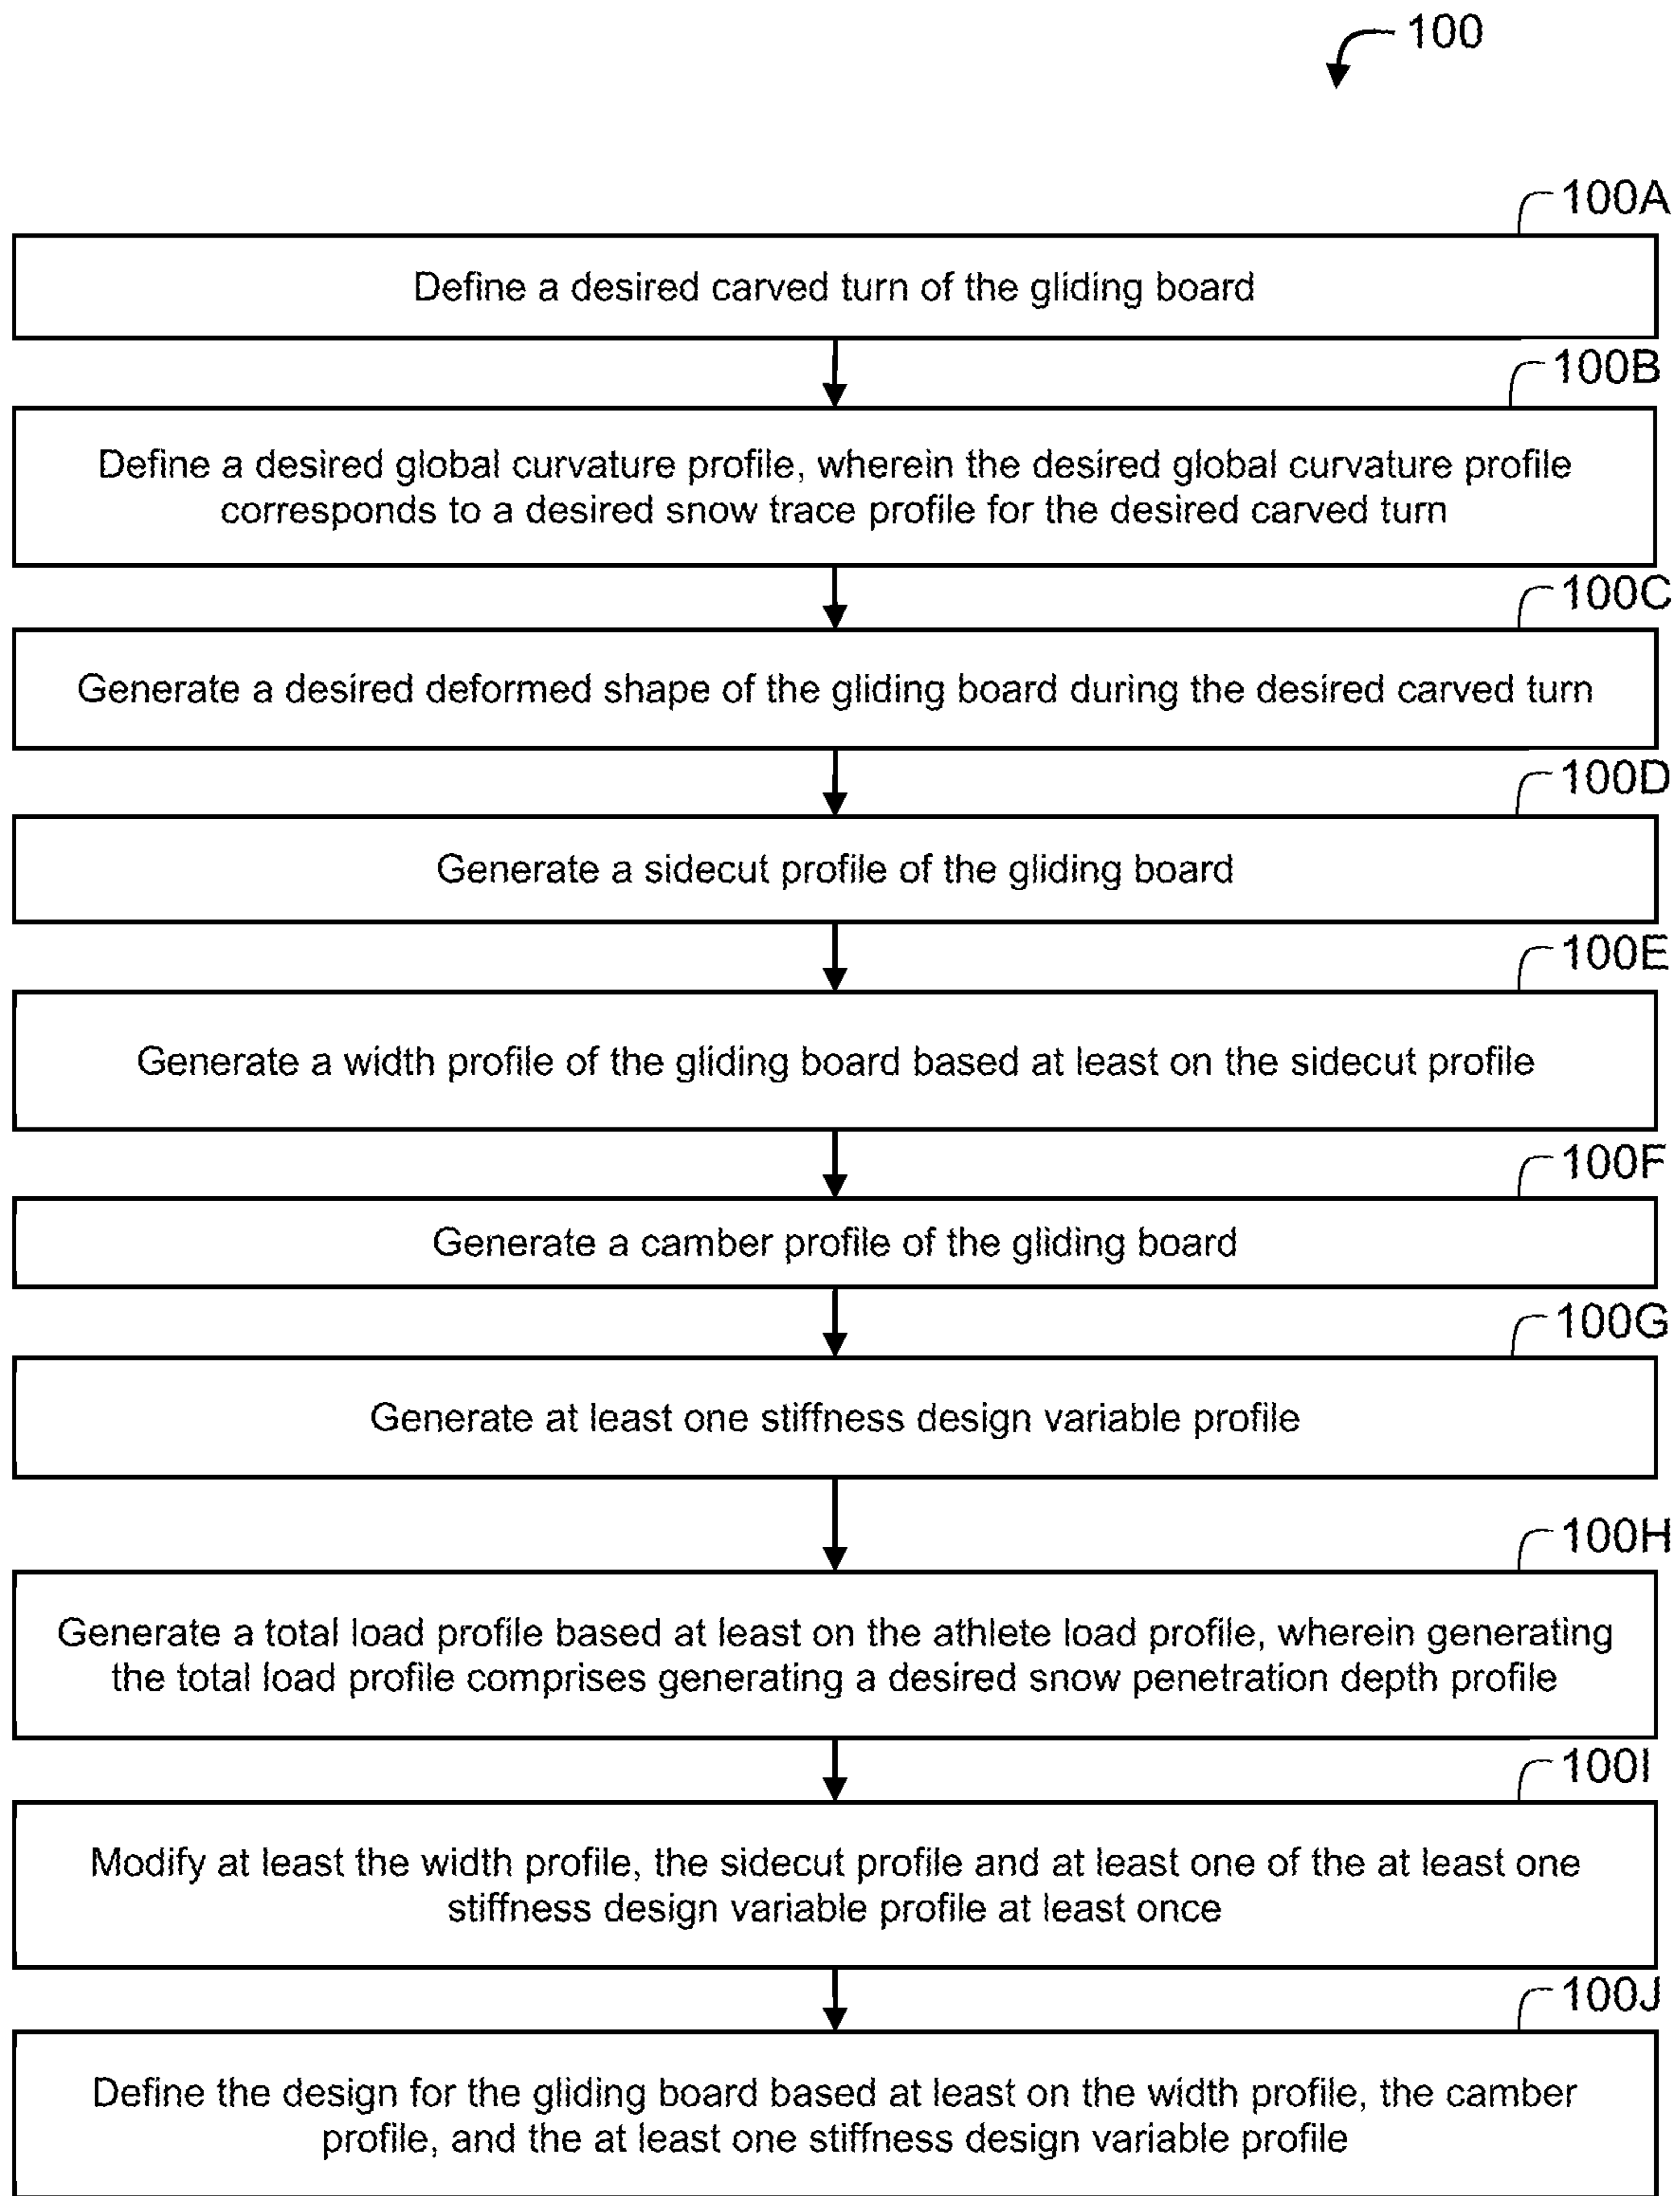 100
100A
Define a desired carved turn of the gliding board
100B
Define a desired global curvature profile, wherein the desired global curvature profile
corresponds to a desired snow trace profile for the desired carved turn
100C
Generate a desired deformed shape of the gliding board during the desired carved turn
100D
Generate a sidecut profile of the gliding board
100E
Generate a width profile of the gliding board based at least on the sidecut profile
100F
Generate a camber profile of the gliding board
100G
Generate at least one stiffness design variable profile
100H
Generate a total load profile based at least on the athlete load profile, wherein generating
the total load profile comprises generating a desired snow penetration depth profile
100I
Modify at least the width profile, the sidecut profile and at least one of the at least one
stiffness design variable profile at least once
100J
Define the design for the gliding board based at least on the width profile, the camber
profile, and the at least one stiffness design variable profile